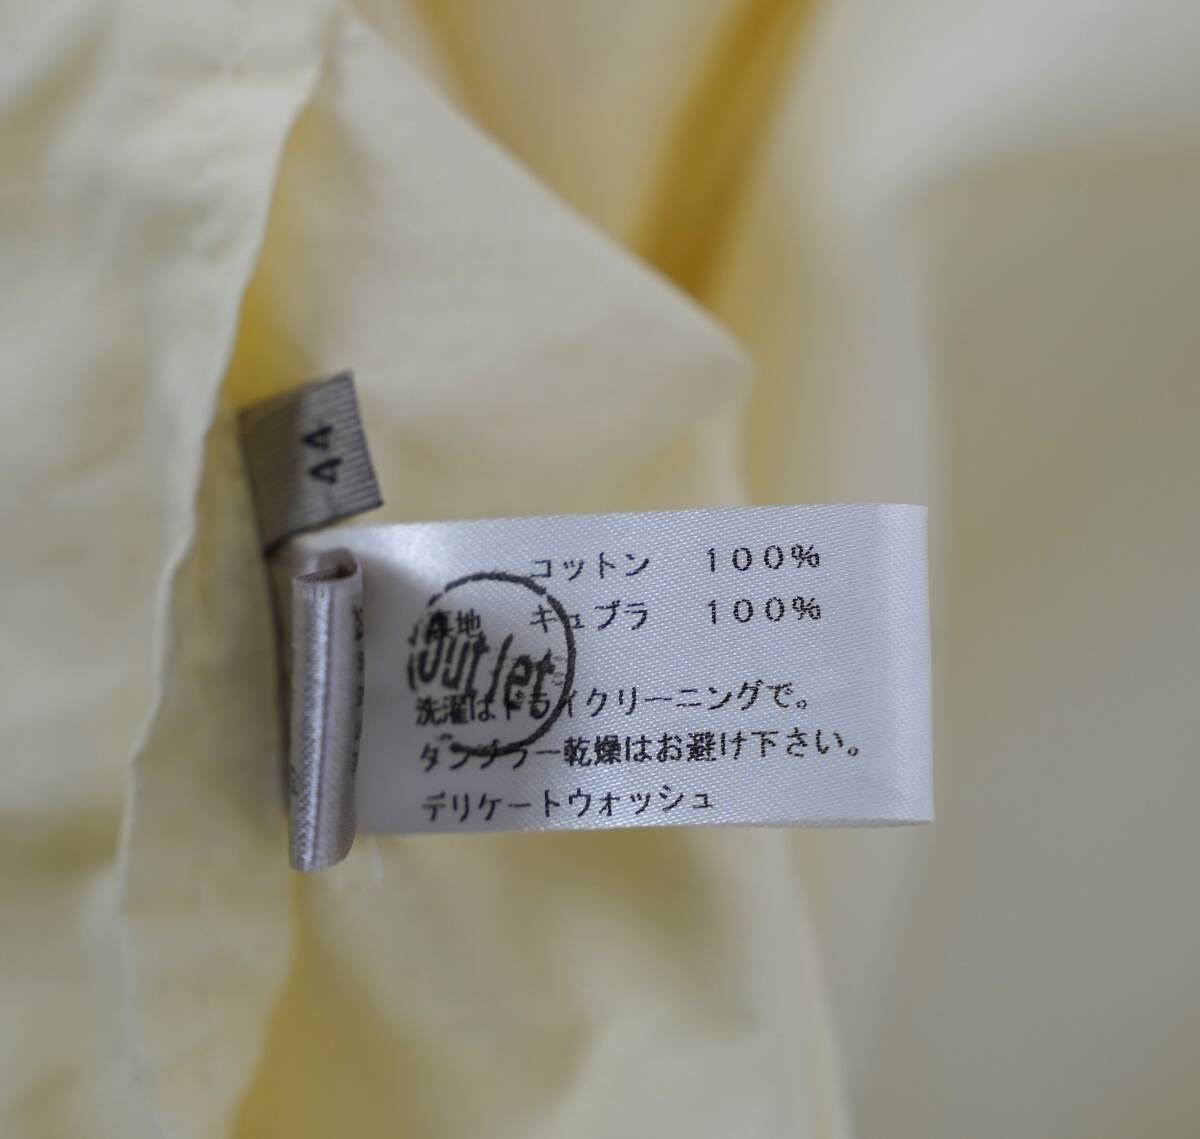 44
コットン 100%
裏地 キュプラ 100%
outlet
洗濯はドライクリーニングで。
タンブラー乾燥はお避け下さい。
デリケートウォッシュ